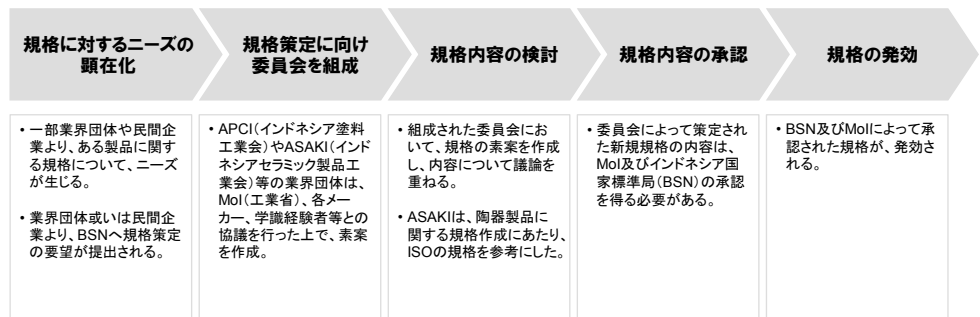 規格に対するニーズの
顕在化
規格策定に向け
委員会を組成
規格内容の検討
規格内容の承認
規格の発効
・一部業界団体や民間企
業より、ある製品に関す
る規格について、ニーズ
が生じる。
・業界団体或いは民間企
業より、BSNへ規格策定
の要望が提出される。
・APCI(インドネシア塗料
工業会)やASAKI(インド
ネシアセラミック製品工
業会)等の業界団体は、
MoI(工業省)、各メー
カー、学識経験者等との
協議を行った上で、素案
を作成。
・組成された委員会にお
いて、規格の素案を作成
し、内容について議論を
重ねる。
・ASAKIは、陶器製品に
関する規格作成にあたり、
ISOの規格を参考にした。
・委員会によって策定され
た新規規格の内容は、
MoI及びインドネシア国
家標準局(BSN)の承認
を得る必要がある。
・BSN及びMoIによって承
認された規格が、発効さ
れる。